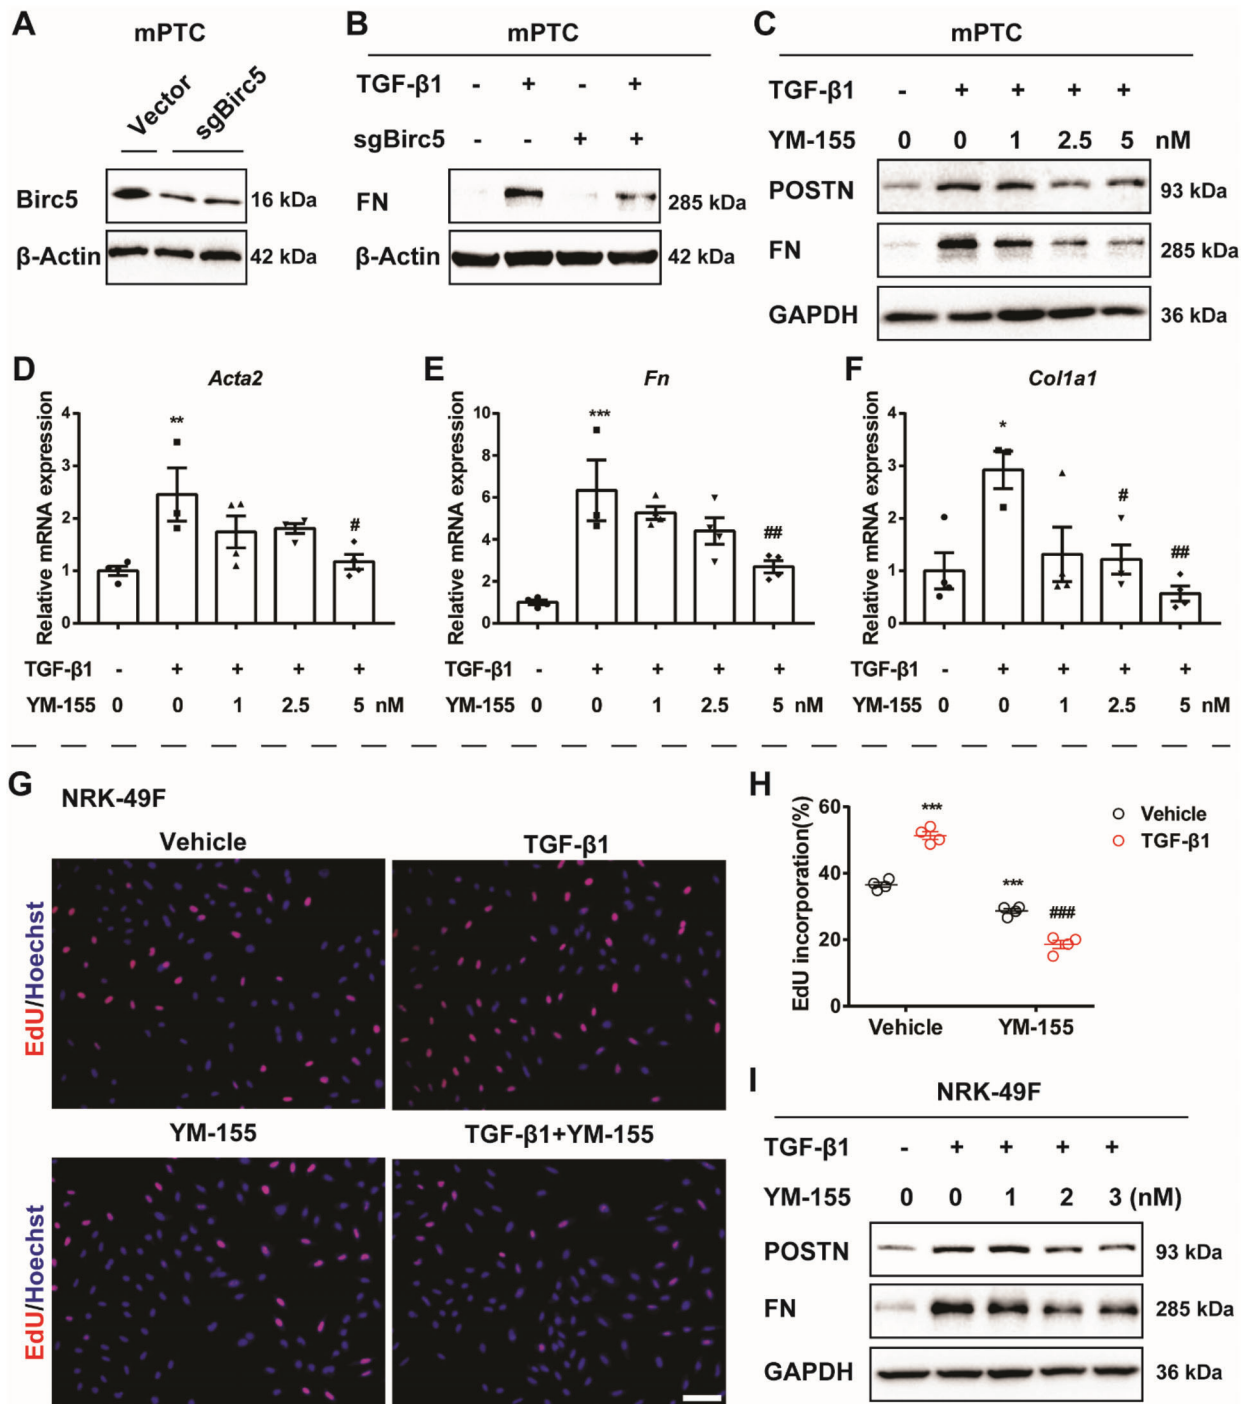 A
mPTC
Vector
sgBirc5
Birc5
16 kDa
β-Actin
42 kDa
B
mPTC
TGF-β1 - + - +
sgBirc5 - - + +
FN
285 kDa
β-Actin
42 kDa
C
mPTC
TGF-β1 - + + + +
YM-155 0 0 1 2.5 5 nM
POSTN
93 kDa
FN
285 kDa
GAPDH
36 kDa
D
Acta2
Relative mRNA expression
4
3
2
1
0
**
#
TGF-β1 - + + + +
YM-155 0 0 1 2.5 5 nM
E
Fn
Relative mRNA expression
10
8
6
4
2
0
***
##
TGF-β1 - + + + +
YM-155 0 0 1 2.5 5 nM
F
Col1a1
Relative mRNA expression
4
3
2
1
0
*
#
##
TGF-β1 - + + + +
YM-155 0 0 1 2.5 5 nM
G
NRK-49F
Vehicle
TGF-β1
EdU/Hoechst
YM-155
TGF-β1+YM-155
EdU/Hoechst
H
EdU incorporation(%)
60
40
20
0
***
***
###
Vehicle
YM-155
Vehicle
TGF-β1
I
NRK-49F
TGF-β1 - + + + +
YM-155 0 0 1 2 3 (nM)
POSTN
93 kDa
FN
285 kDa
GAPDH
36 kDa